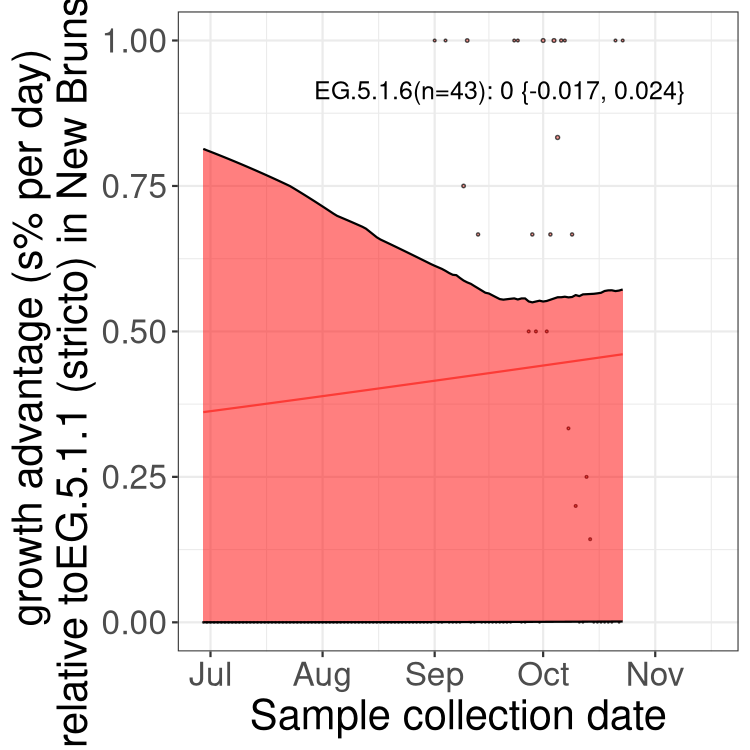 growth advantage (s% per day)
relative toEG.5.1.1 (stricto) in New Bruns
1.00
0.75
0.50
0.25
0.00
EG.5.1.6(n=43): 0 {-0.017, 0.024}
Jul Aug Sep Oct Nov
Sample collection date